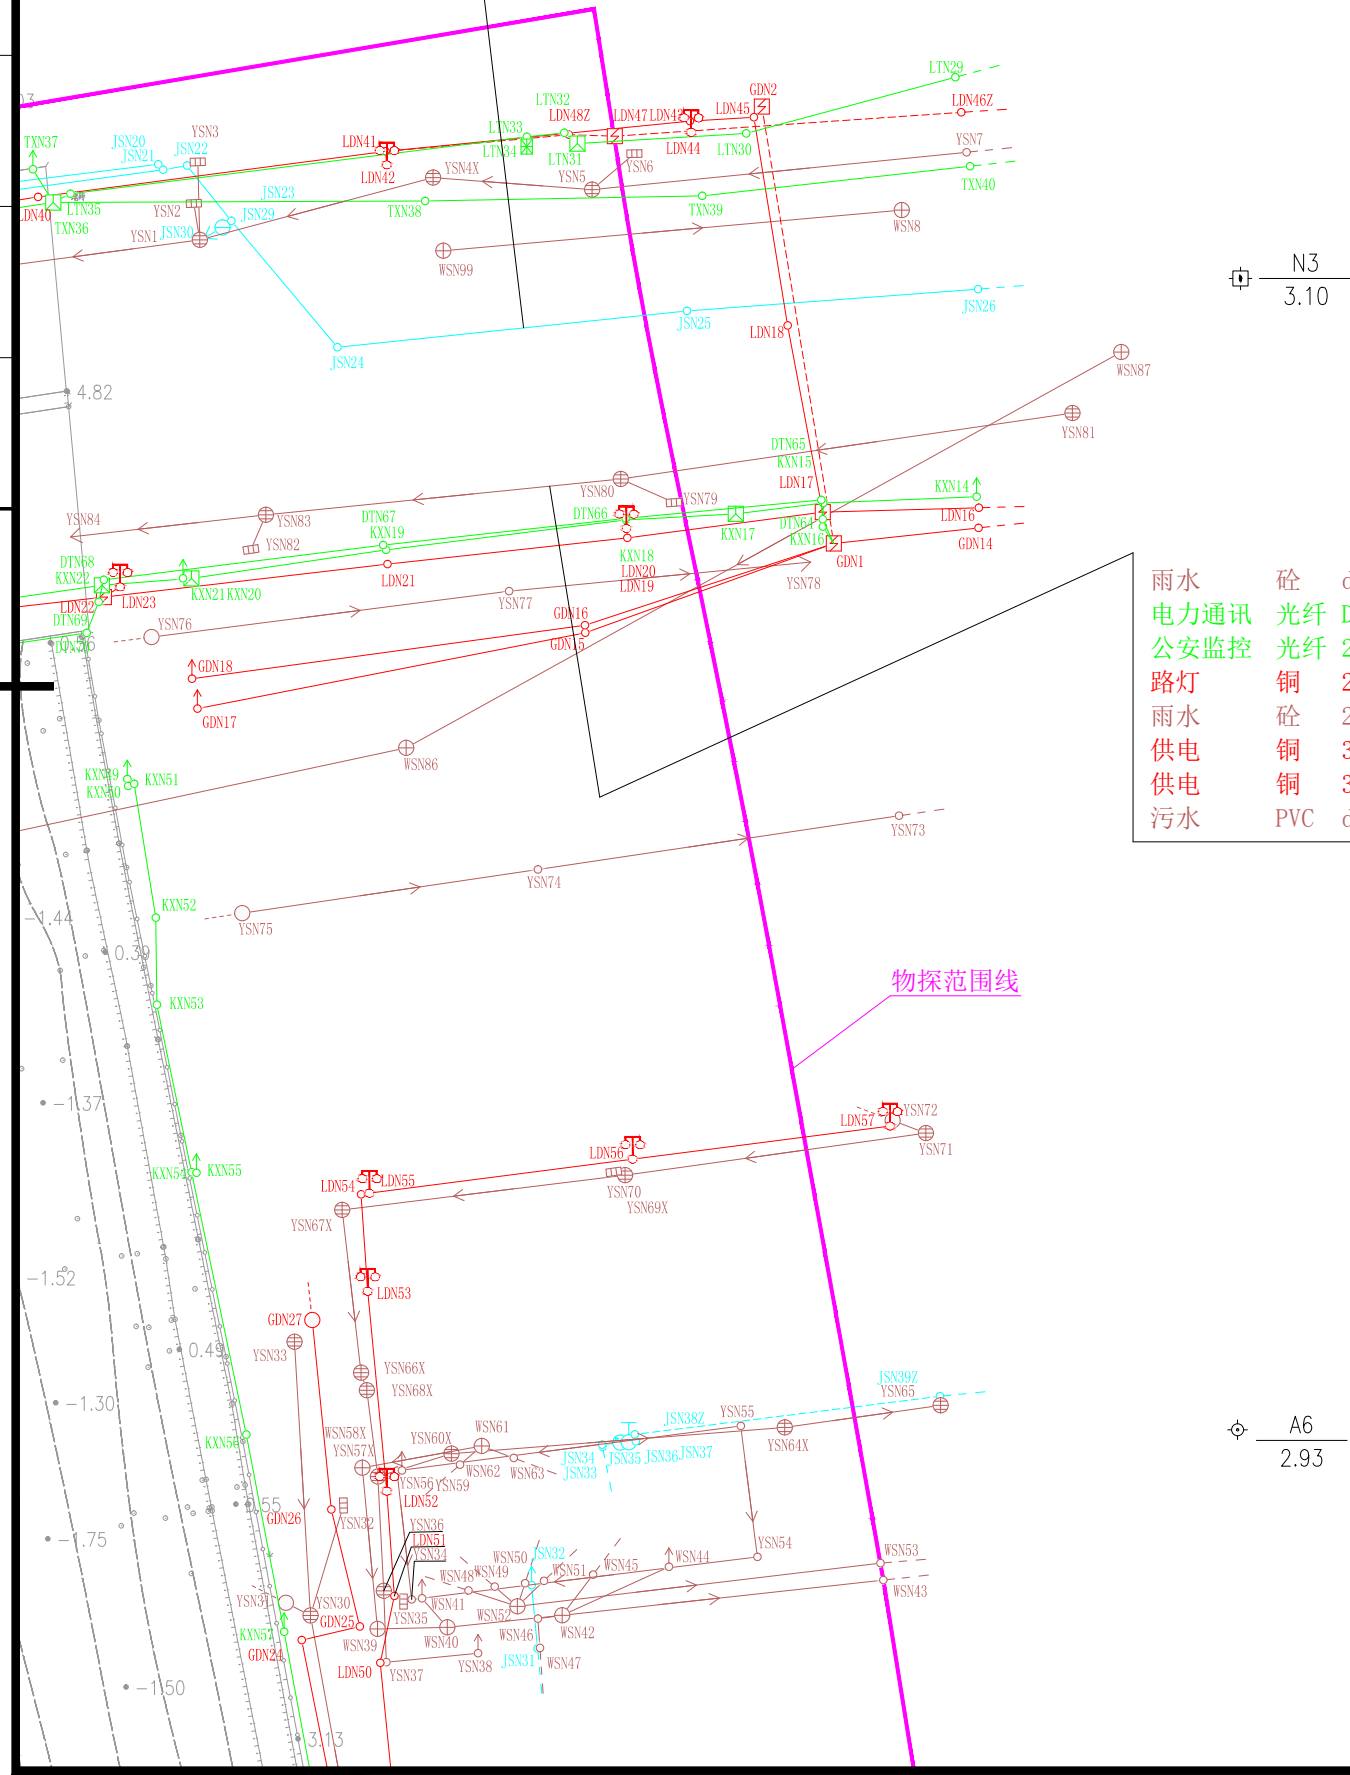 LTN29
GDN2
LTN32
LDN48Z
LDN47
LDN45
LDN46Z
LTN33
LDN41
YSN3
JSN20
JSN21
JSN22
TXN37
LTN34
LTN31
LDN44
LTN30
YSN7
LDN42
YSN4X
YSN5
YSN6
TXN40
JSN23
LDN40
LTN35
YSN2
JSN29
TXN38
TXN39
TXN36
YSN1
JSN30
WSN8
WSN99
N3
3.10
JSN26
JSN25
LDN18
JSN24
WSN87
4.82
YSN81
DTN65
KXN15
YSN80
YSN79
LDN17
KXN14
YSN84
YSN83
DTN67
DTN66
KXN19
KXN17
DTN64
LDN16
KXN16
GDN14
YSN82
GDN1
KXN18
DTN68
LDN21
LDN20
YSN78
KXN22
LDN19
KXN21
KXN20
LDN22
LDN23
YSN77
DTN69
YSN76
GDN16
GDN15
GDN18
GDN17
雨水 砼 d
电力通讯 光纤 D
公安监控 光纤 2
路灯 铜 2
雨水 砼 2
供电 铜 3
供电 铜 3
污水 PVC d
WSN86
KXN51
KXN50
YSN73
YSN74
KXN52
-1.44
YSN75
0.39
物探范围线
KXN53
-1.37
YSN72
LDN57
YSN71
LDN56
KXN55
LDN54
LDN55
YSN70
YSN69X
YSN67X
-1.52
LDN53
GDN27
YSN33
0.49
YSN66X
YSN68X
JSN39Z
YSN65
-1.30
A6
2.93
KXN56
WSN58X
YSN57X
YSN60X
WSN61
JSN38Z
YSN55
YSN64X
WSN62
WSN63
JSN34
JSN33
JSN35
JSN36
JSN37
YSN56
YSN59
LDN52
GDN26
YSN32
YSN36
LDN51
YSN34
-1.75
YSN54
WSN50
JSN32
WSN51
WSN45
WSN44
WSN53
WSN48
WSN49
WSN43
YSN31
YSN30
YSN35
WSN41
WSN52
GDN25
KXN57
WSN39
WSN40
WSN46
WSN42
GDN24
LDN50
YSN37
YSN38
JSN31
WSN47
-1.50
3.13